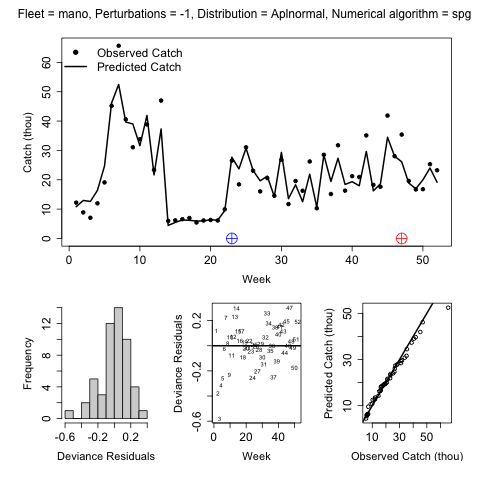 Fleet = mano, Perturbations = -1, Distribution = Aplnormal, Numerical algorithm = spg
Observed Catch
Predicted Catch
Catch (thou)
0 10 20 30 40 50 60
0 10 20 30 40 50
Week
Frequency
0 4 8 12
-0.6 -0.2 0.2
Deviance Residuals
Deviance Residuals
-0.6 -0.2 0.2
0 20 40
Week
Predicted Catch (thou)
10 30 50
10 30 50
Observed Catch (thou)